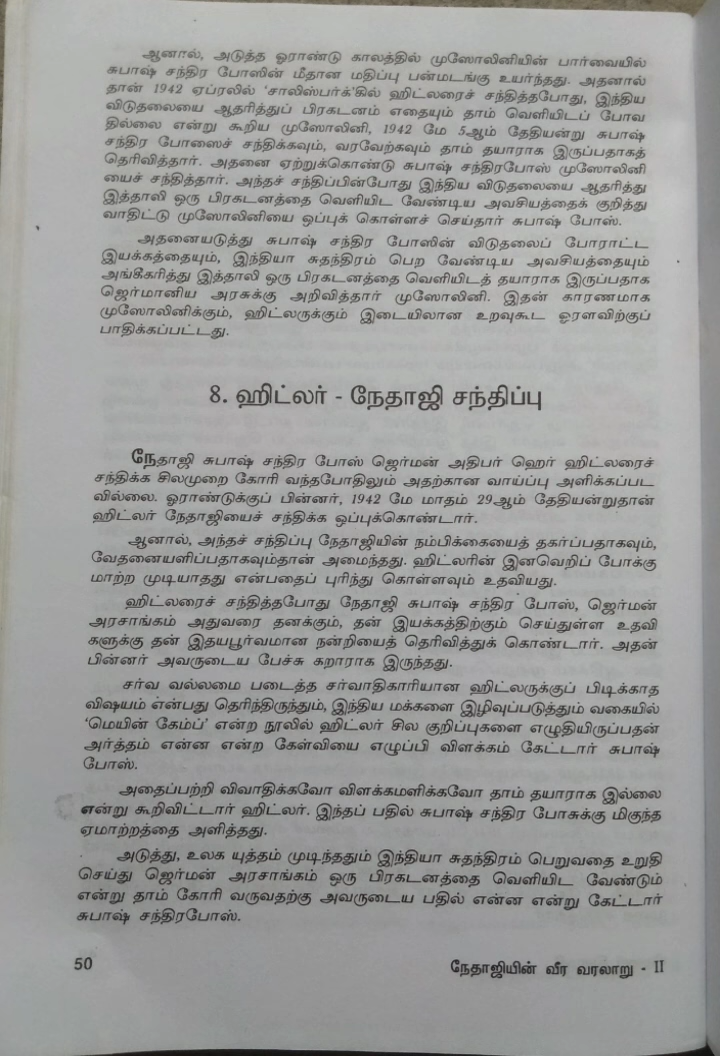 ஆனால், அடுத்த ஓராண்டு காலத்தில் முஸோலினியின் பார்வையில்
சுபாஷ் சந்திர போஸின் மீதான மதிப்பு பன்மடங்கு உயர்ந்தது. அதனால்
தான் 1942 ஏப்ரலில் 'சாலிஸ்பர்க்'கில் ஹிட்லரைச் சந்தித்தபோது, இந்திய
விடுதலையை ஆதரித்துப் பிரகடனம் எதையும் தாம் வெளியிடப் போவ
தில்லை என்று கூறிய முஸோலினி, 1942 மே 5ஆம் தேதியன்று சுபாஷ்
சந்திர போஸைச் சந்திக்கவும், வரவேற்கவும் தாம் தயாராக இருப்பதாகத்
தெரிவித்தார். அதனை ஏற்றுக்கொண்டு சுபாஷ் சந்திரபோஸ் முஸோலினி
யைச் சந்தித்தார். அந்தச் சந்திப்பின்போது இந்திய விடுதலையை ஆதரித்து
இத்தாலி ஒரு பிரகடனத்தை வெளியிட வேண்டிய அவசியத்தைக் குறித்து
வாதிட்டு முஸோலினியை ஒப்புக் கொள்ளச் செய்தார் சுபாஷ் போஸ்.
அதனையடுத்து சுபாஷ் சந்திர போஸின் விடுதலைப் போராட்ட
இயக்கத்தையும், இந்தியா சுதந்திரம் பெற வேண்டிய அவசியத்தையும்
அங்கீகரித்து இத்தாலி ஒரு பிரகடனத்தை வெளியிடத் தயாராக இருப்பதாக
ஜெர்மானிய அரசுக்கு அறிவித்தார் முஸோலினி. இதன் காரணமாக
முஸோலினிக்கும், ஹிட்லருக்கும் இடையிலான உறவுகூட ஓரளவிற்குப்
பாதிக்கப்பட்டது.
8. ஹிட்லர் - நேதாஜி சந்திப்பு
நேதாஜி சுபாஷ் சந்திர போஸ் ஜெர்மன் அதிபர் ஹெர் ஹிட்லரைச்
சந்திக்க சிலமுறை கோரி வந்தபோதிலும் அதற்கான வாய்ப்பு அளிக்கப்பட
வில்லை. ஓராண்டுக்குப் பின்னர், 1942 மே மாதம் 29ஆம் தேதியன்றுதான்
ஹிட்லர் நேதாஜியைச் சந்திக்க ஒப்புக்கொண்டார்.
ஆனால், அந்தச் சந்திப்பு நேதாஜியின் நம்பிக்கையைத் தகர்ப்பதாகவும்,
வேதனையளிப்பதாகவும்தான் அமைந்தது. ஹிட்லரின் இனவெறிப் போக்கு
மாற்ற முடியாதது என்பதைப் புரிந்து கொள்ளவும் உதவியது.
ஹிட்லரைச் சந்தித்தபோது நேதாஜி சுபாஷ் சந்திர போஸ், ஜெர்மன்
அரசாங்கம் அதுவரை தனக்கும், தன் இயக்கத்திற்கும் செய்துள்ள உதவி
களுக்கு தன் இதயபூர்வமான நன்றியைத் தெரிவித்துக் கொண்டார். அதன்
பின்னர் அவருடைய பேச்சு கறாராக இருந்தது.
சர்வ வல்லமை படைத்த சர்வாதிகாரியான ஹிட்லருக்குப் பிடிக்காத
விஷயம் என்பது தெரிந்திருந்தும், இந்திய மக்களை இழிவுப்படுத்தும் வகையில்
'மெயின் கேம்ப்' என்ற நூலில் ஹிட்லர் சில குறிப்புகளை எழுதியிருப்பதன்
அர்த்தம் என்ன என்ற கேள்வியை எழுப்பி விளக்கம் கேட்டார் சுபாஷ்
போஸ்.
அதைப்பற்றி விவாதிக்கவோ விளக்கமளிக்கவோ தாம் தயாராக இல்லை
என்று கூறிவிட்டார் ஹிட்லர். இந்தப் பதில் சுபாஷ் சந்திர போசுக்கு மிகுந்த
ஏமாற்றத்தை அளித்தது.
அடுத்து, உலக யுத்தம் முடிந்ததும் இந்தியா சுதந்திரம் பெறுவதை உறுதி
செய்து ஜெர்மன் அரசாங்கம் ஒரு பிரகடனத்தை வெளியிட வேண்டும்
என்று தாம் கோரி வருவதற்கு அவருடைய பதில் என்ன என்று கேட்டார்
சுபாஷ் சந்திரபோஸ்.
50 நேதாஜியின் வீர வரலாறு - II